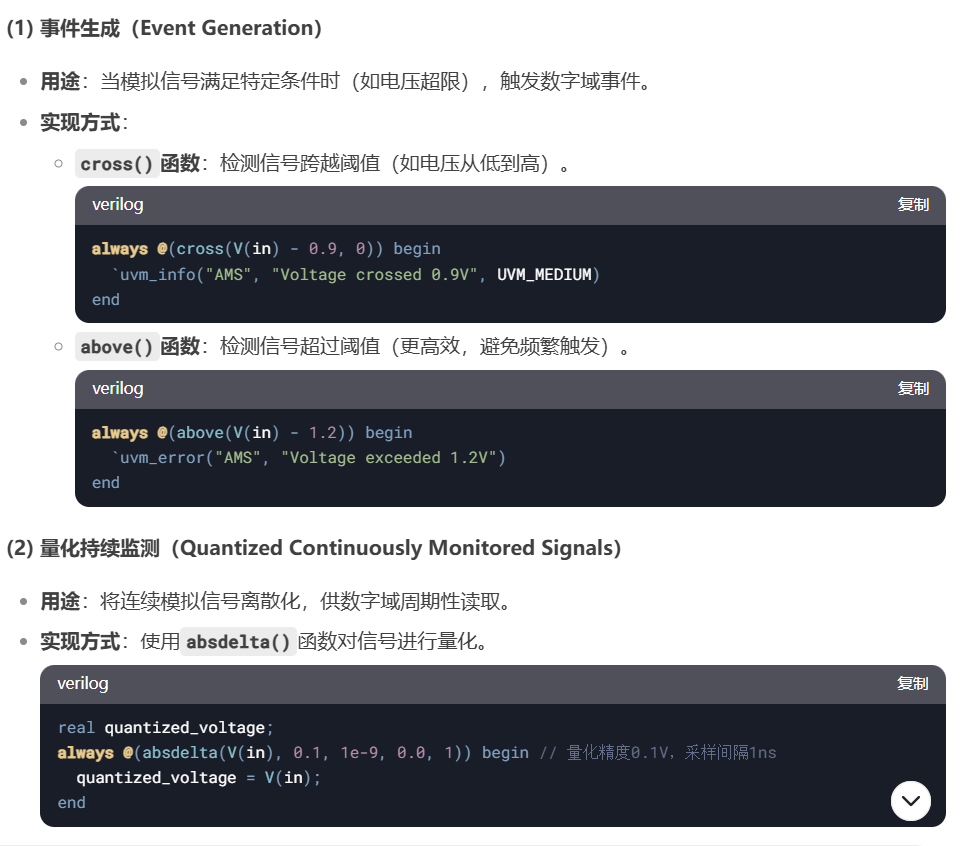 (1) 事件生成（Event Generation）
用途：当模拟信号满足特定条件时（如电压超限），触发数字域事件。
实现方式：
cross()函数：检测信号跨越阈值（如电压从低到高）。
verilog 复制
always @(cross(V(in) - 0.9, 0)) begin
`uvm_info("AMS", "Voltage crossed 0.9V", UVM_MEDIUM)
end
above()函数：检测信号超过阈值（更高效，避免频繁触发）。
verilog 复制
always @(above(V(in) - 1.2)) begin
`uvm_error("AMS", "Voltage exceeded 1.2V")
end
(2) 量化持续监测（Quantized Continuously Monitored Signals）
用途：将连续模拟信号离散化，供数字域周期性读取。
实现方式：使用absdelta()函数对信号进行量化。
verilog 复制
real quantized_voltage;
always @(absdelta(V(in), 0.1, 1e-9, 0.0, 1)) begin // 量化精度0.1V，采样间隔1ns
quantized_voltage = V(in);
end